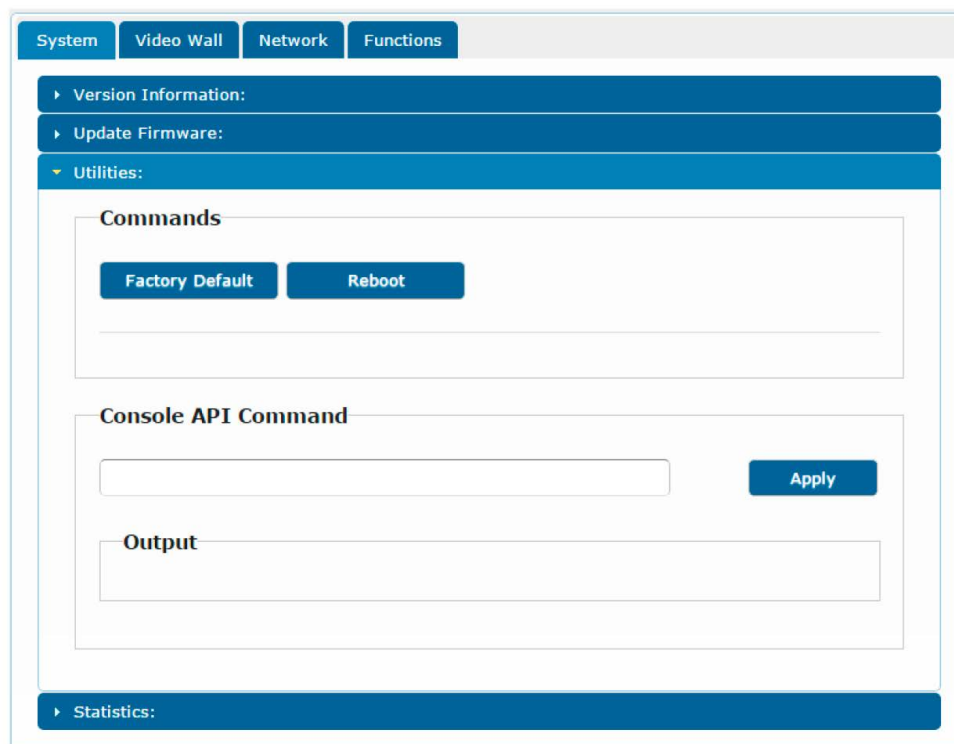 System Video Wall Network Functions
Version Information:
Update Firmware:
Utilities:
Commands
Factory Default Reboot
Console API Command
Apply
Output
Statistics: